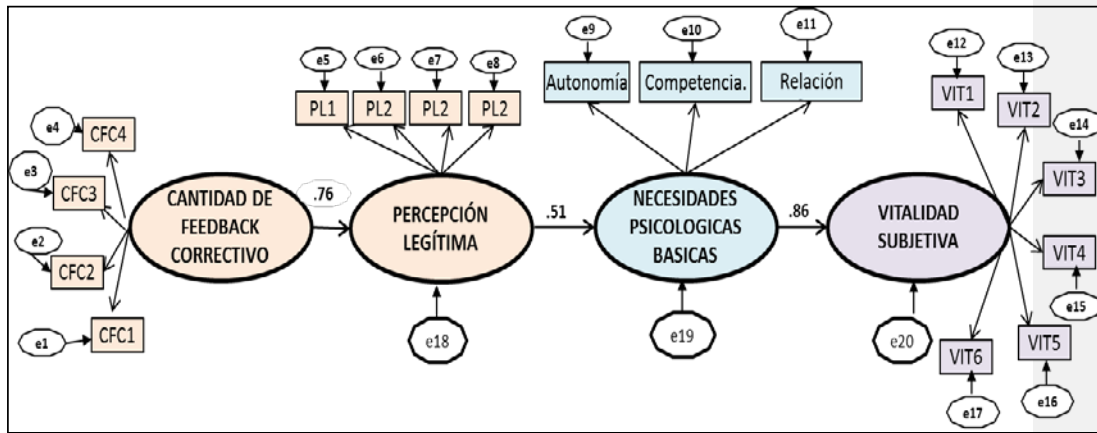 e5
e6
e7
e8
PL1
PL2
PL2
PL2
e9
e10
e11
Autonomía
Competencia.
Relación
e12
e13
e14
VIT1
VIT2
VIT3
e4
CFC4
e3
CFC3
e2
CFC2
e1
CFC1
CANTIDAD DE
FEEDBACK
CORRECTIVO
.76
PERCEPCIÓN
LEGÍTIMA
.51
NECESIDADES
PSICOLOGICAS
BASICAS
.86
VITALIDAD
SUBJETIVA
VIT4
e15
VIT5
e16
VIT6
e17
e18
e19
e20